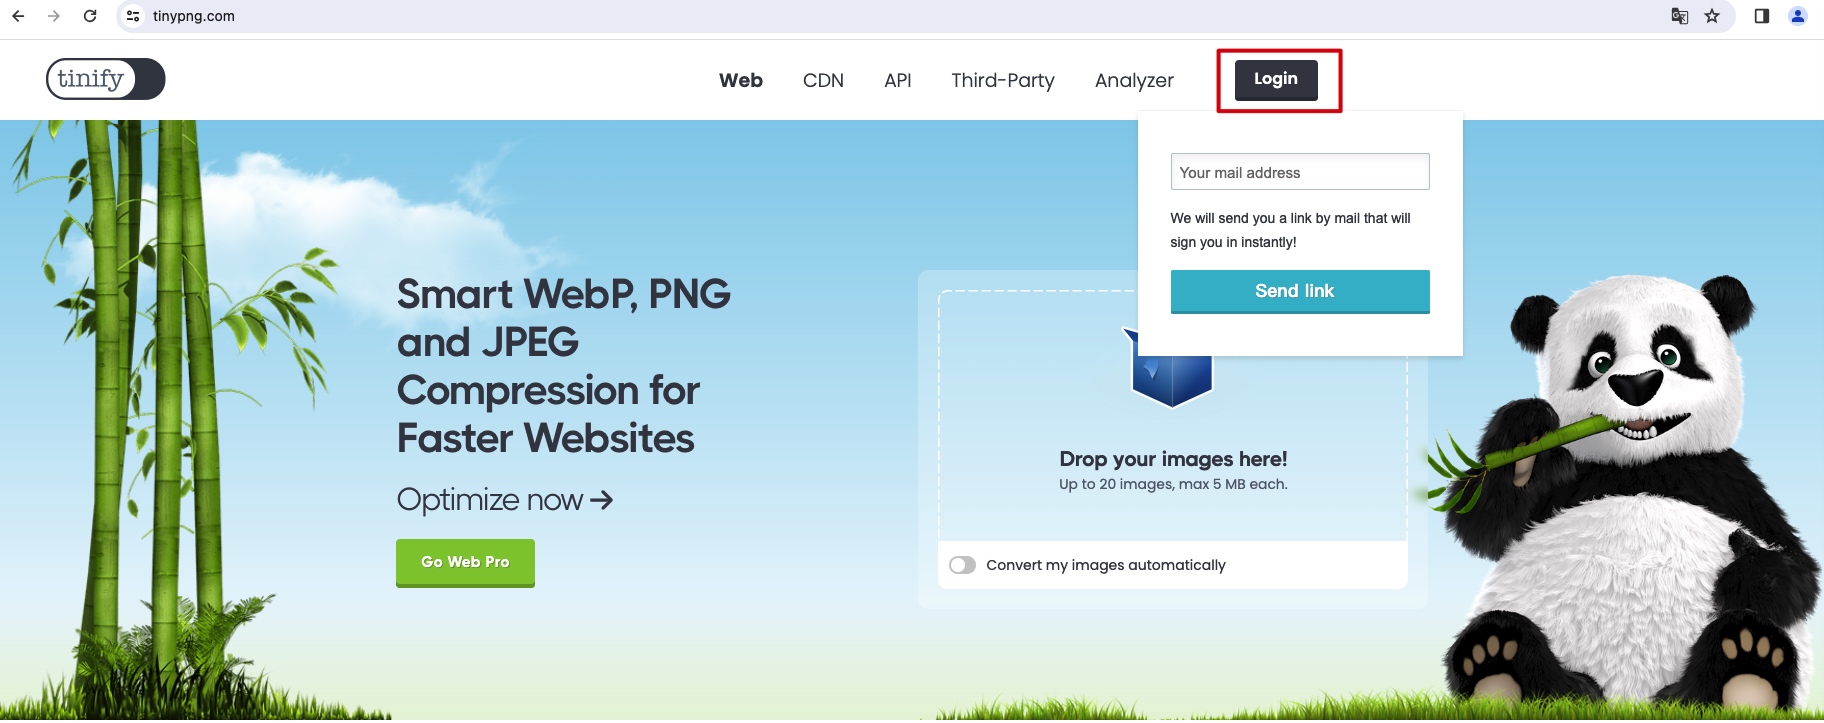 tinypng.com
tinify
Web CDN API Third-Party Analyzer Login
Your mail address
We will send you a link by mail that will
sign you in instantly!
Send link
Smart WebP, PNG
and JPEG
Compression for
Faster Websites
Optimize now →
Go Web Pro
Drop your images here!
Up to 20 images, max 5 MB each.
Convert my images automatically